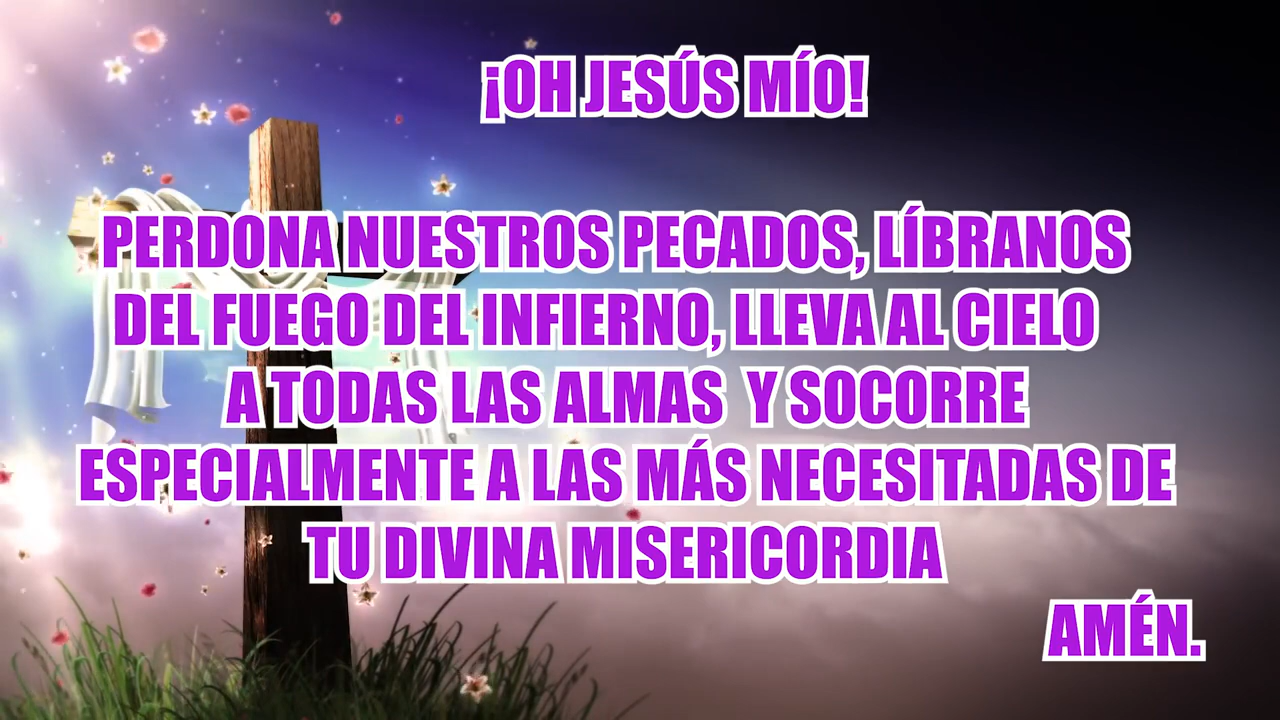 ¡OH JESÚS MÍO!
PERDONA NUESTROS PECADOS, LÍBRANOS
DEL FUEGO DEL INFIERNO, LLEVA AL CIELO
A TODAS LAS ALMAS Y SOCORRE
ESPECIALMENTE A LAS MÁS NECESITADAS DE
TU DIVINA MISERICORDIA
AMÉN.